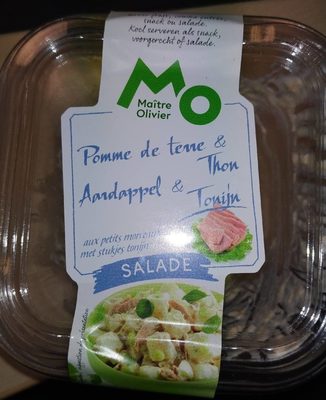 snack ou salade.
Koel serveren als snack,
voorgerecht of salade.
MO
Maître
Olivier
Pomme de terre &
Thon
Aardappel &
Tonijn
aux petits
met stukjes tonijn
SALADE